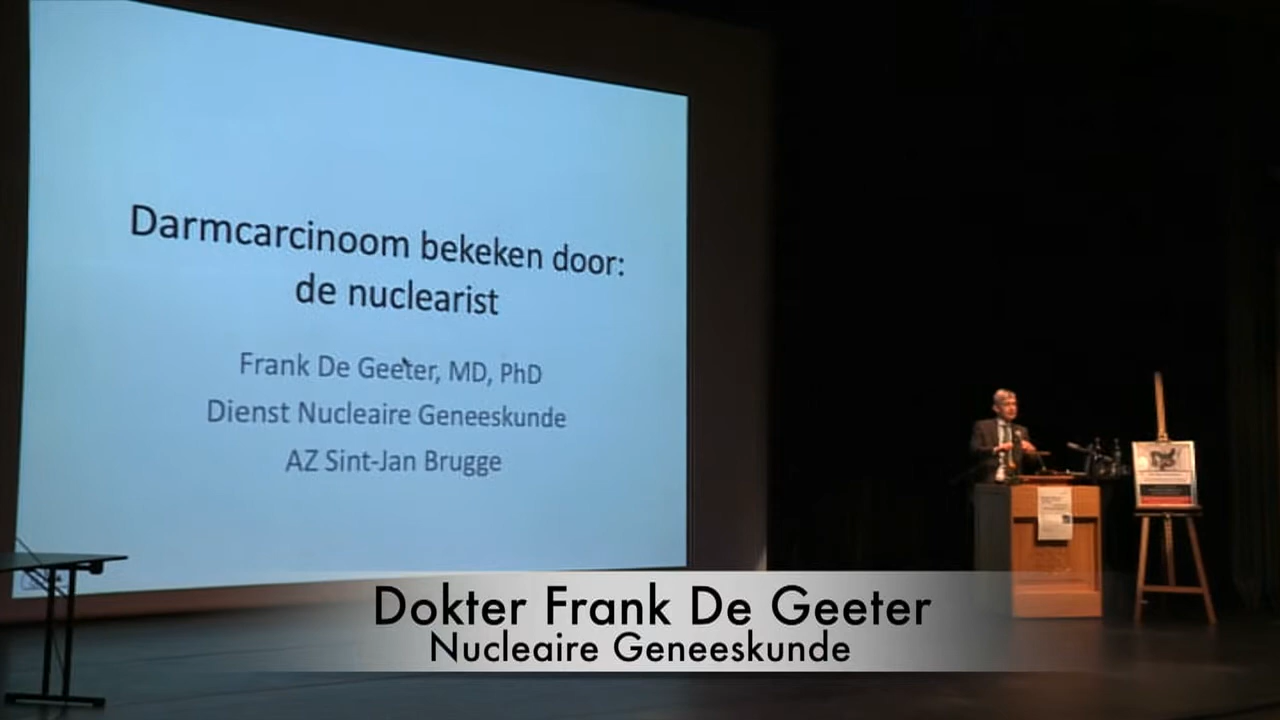 Darmcarcinoom bekeken door:
de nuclearist
Frank De Geeter, MD, PhD
Dienst Nucleaire Geneeskunde
AZ Sint-Jan Brugge
Dokter Frank De Geeter
Nucleaire Geneeskunde